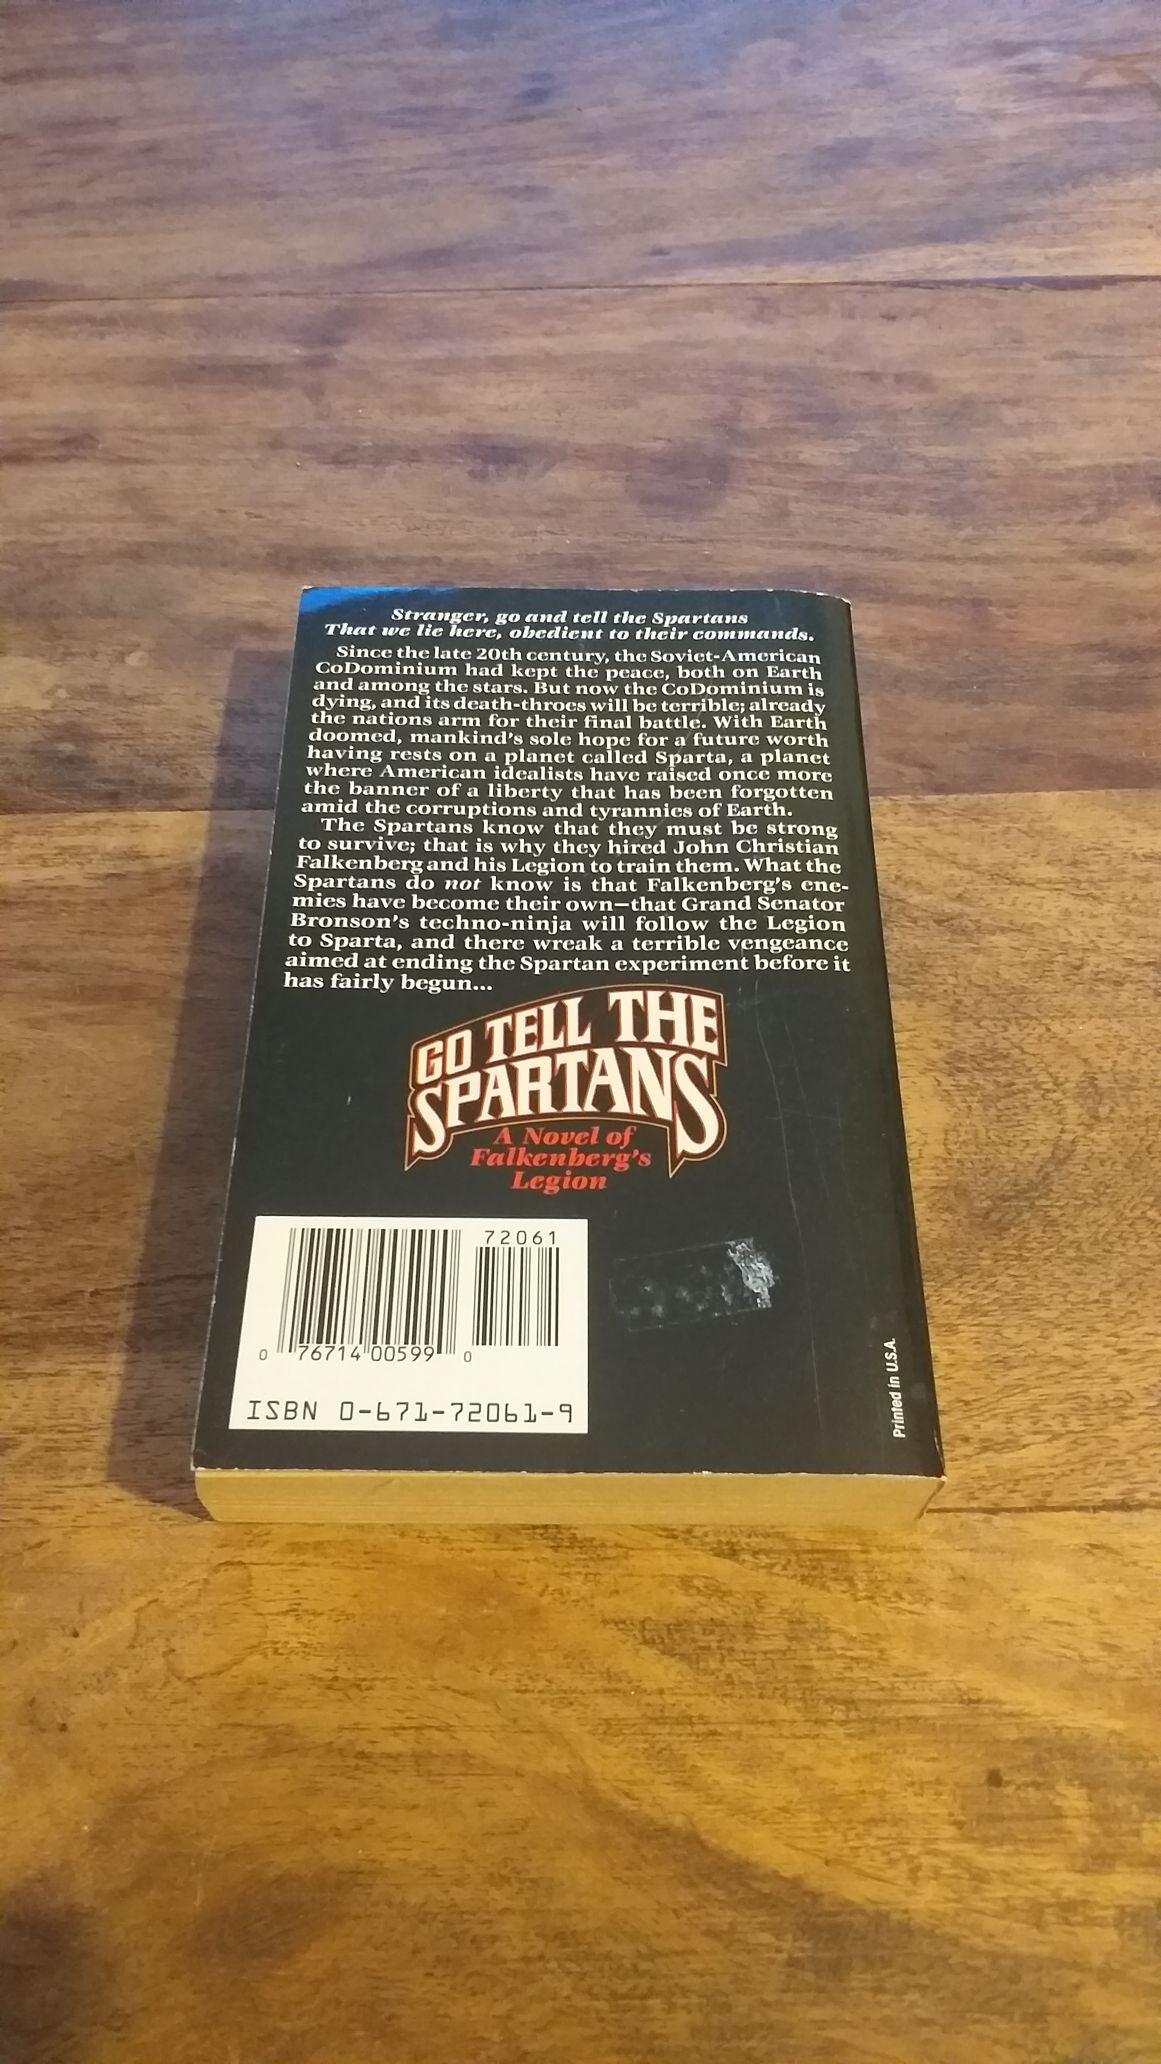 Stranger, go and tell the Spartans
That we lie here, obedient to their commands.
Since the late 20th century, the Soviet-American
CoDominium had kept the peace, both on Earth
and among the stars. But now the CoDominium is
dying, and its death-throes will be terrible; already
the nations arm for their final battle. With Earth
doomed, mankind's sole hope for a future worth
having rests on a planet called Sparta, a planet
where American idealists have raised once more
the banner of a liberty that has been forgotten
amid the corruptions and tyrannies of Earth.
The Spartans know that they must be strong
to survive; that is why they hired John Christian
Falkenberg and his Legion to train them. What the
Spartans do not know is that Falkenberg's ene-
mies have become their own—that Grand Senator
Bronson's techno-ninja will follow the Legion
to Sparta, and there wreak a terrible vengeance
aimed at ending the Spartan experiment before it
has fairly begun...
GO TELL THE
SPARTANS
A Novel of
Falkenberg's
Legion
72061
0 76714 00599 0
ISBN 0-671-72061-9
Printed in U.S.A.